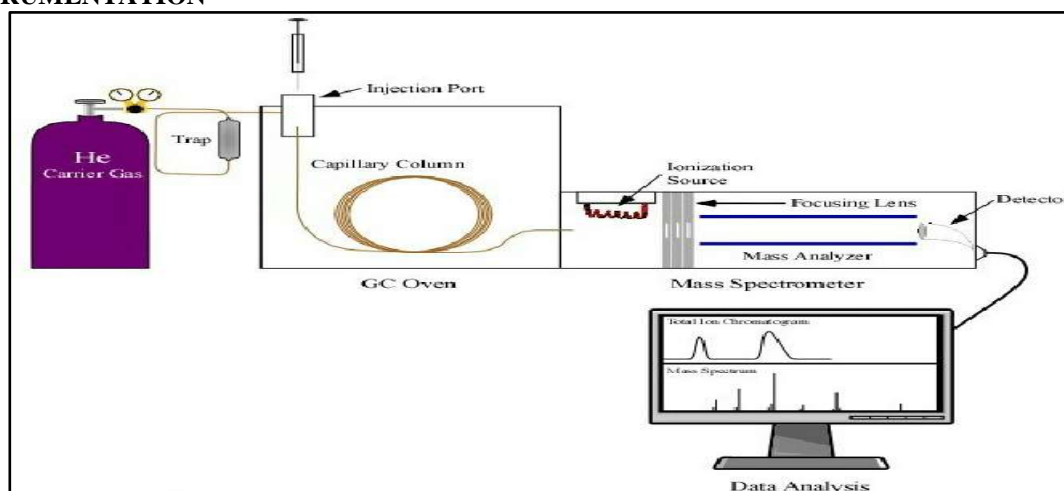 RUMENTATION
Injection Port
Trap
He
Carrier Gas
Capillary Column
Ionization
Source
Focusing Lens
Detecto
Mass Analyzer
GC Oven
Mass Spectrometer
Total Ion Chromatogram
Mass Spectrum
Data Analysis